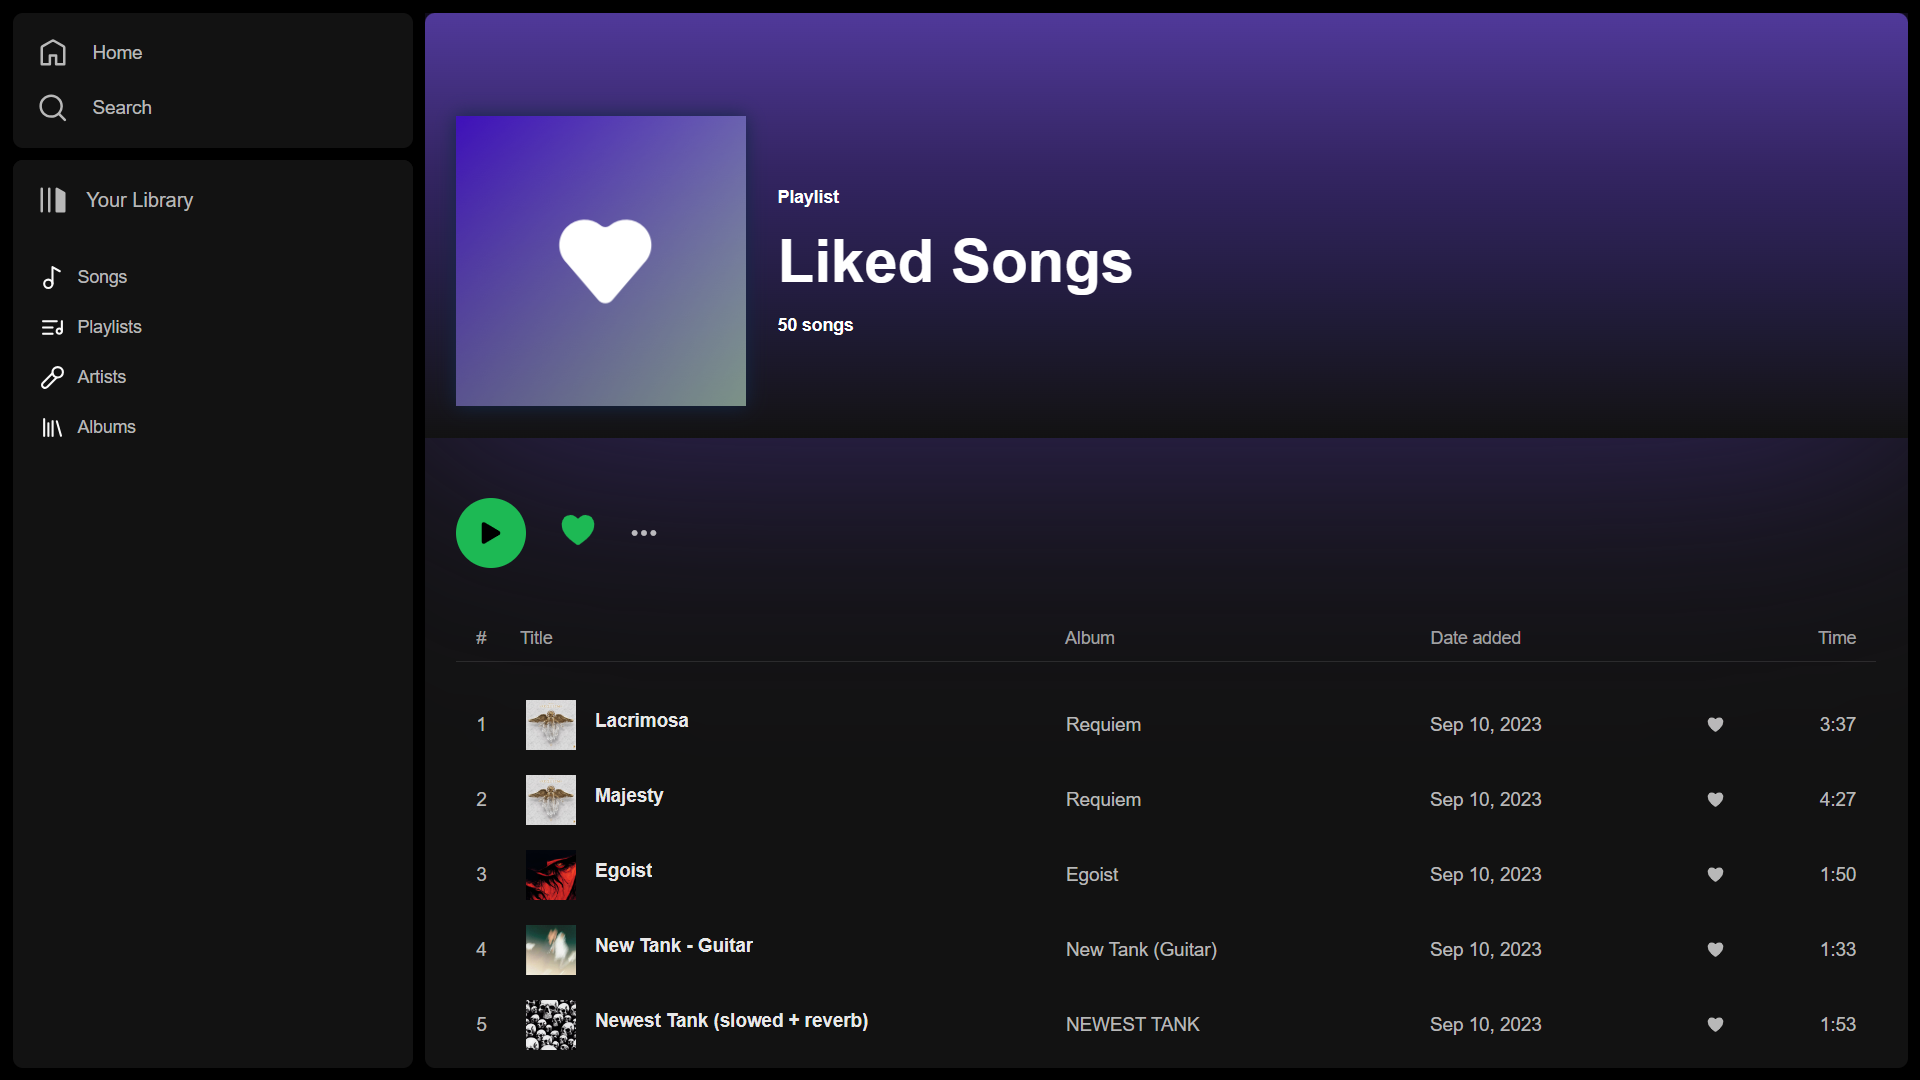 Home
Search
Your Library
Songs
Playlists
Artists
Albums
Playlist
Liked Songs
50 songs
# Title Album Date added Time
1 Lacrimosa Requiem Sep 10, 2023 3:37
2 Majesty Requiem Sep 10, 2023 4:27
3 Egoist Egoist Sep 10, 2023 1:50
4 New Tank - Guitar New Tank (Guitar) Sep 10, 2023 1:33
5 Newest Tank (slowed + reverb) NEWEST TANK Sep 10, 2023 1:53